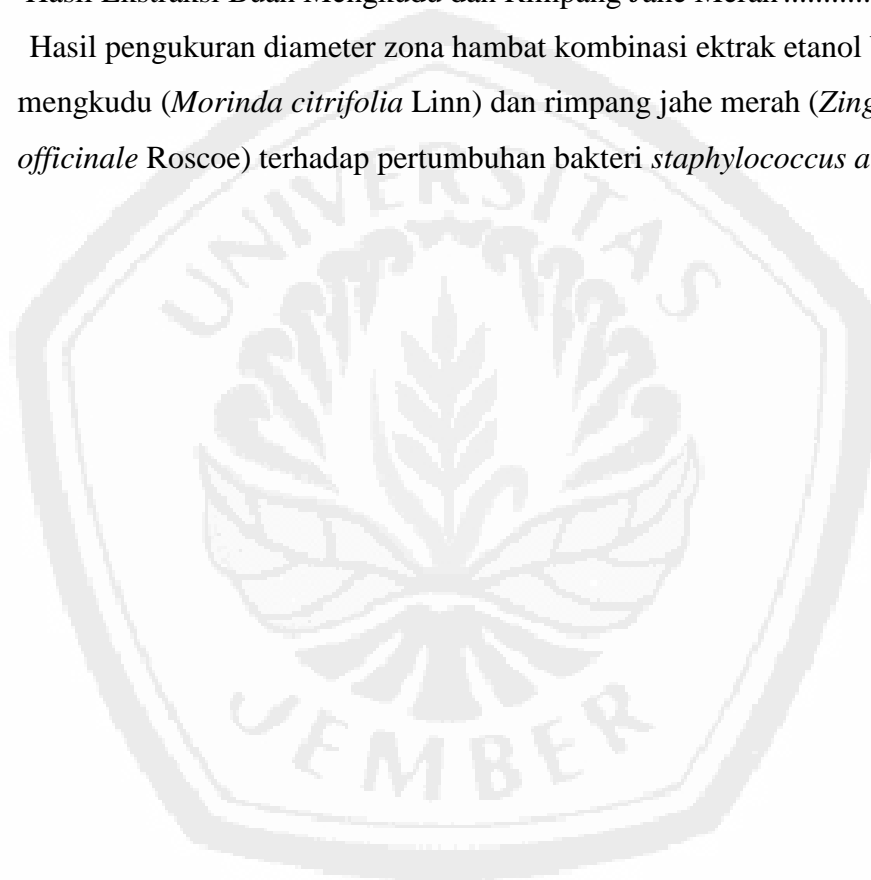 Hasil Ekstraksi Buah Mengkudu dan Rimpang Jahe Merah............
Hasil pengukuran diameter zona hambat kombinasi ektrak etanol
mengkudu (Morinda citrifolia Linn) dan rimpang jahe merah (Zing
officinale Roscoe) terhadap pertumbuhan bakteri staphylococcus a
UNIVERSITAS
JEMBER